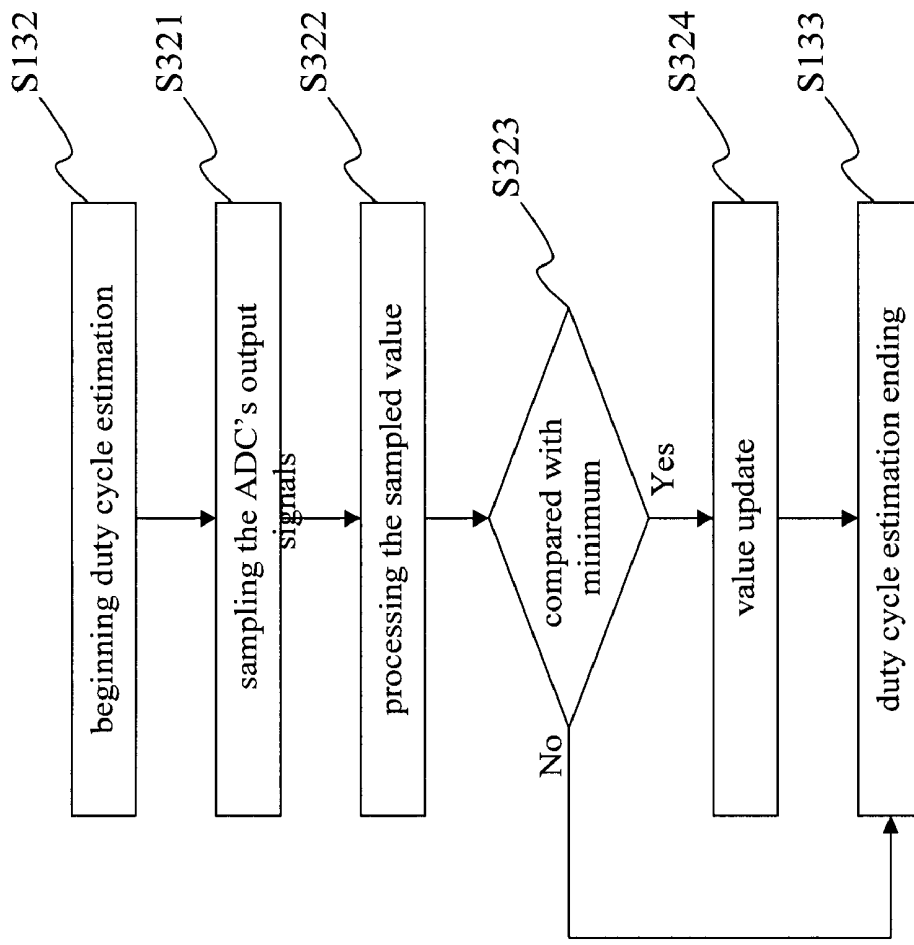 beginning duty cycle estimation
S132
sampling the ADC's output
signals
S321
processing the sampled value
S322
compared with
minimum
S323
No
Yes
value update
S324
duty cycle estimation ending
S133